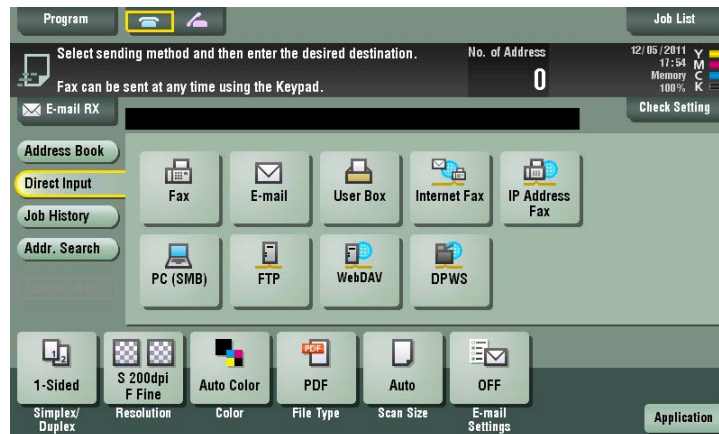 Program
Job List
Select sending method and then enter the desired destination.
Fax can be sent at any time using the Keypad.
No. of Address
0
12/05/2011
17:54
Memory
100%
Y
M
C
K
E-mail RX
Check Setting
Address Book
Direct Input
Job History
Addr. Search
Fax
E-mail
User Box
Internet Fax
IP Address
Fax
PC (SMB)
FTP
WebDAV
DPWS
1-Sided
S 200dpi
F Fine
Auto Color
PDF
PDF
Auto
OFF
Simplex/
Duplex
Resolution
Color
File Type
Scan Size
E-mail
Settings
Application